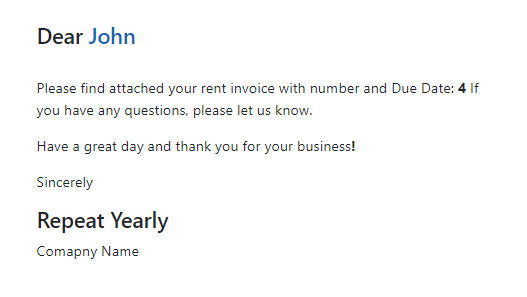 Dear John
Please find attached your rent invoice with number and Due Date: 4 If
you have any questions, please let us know.
Have a great day and thank you for your business!
Sincerely
Repeat Yearly
Comapny Name